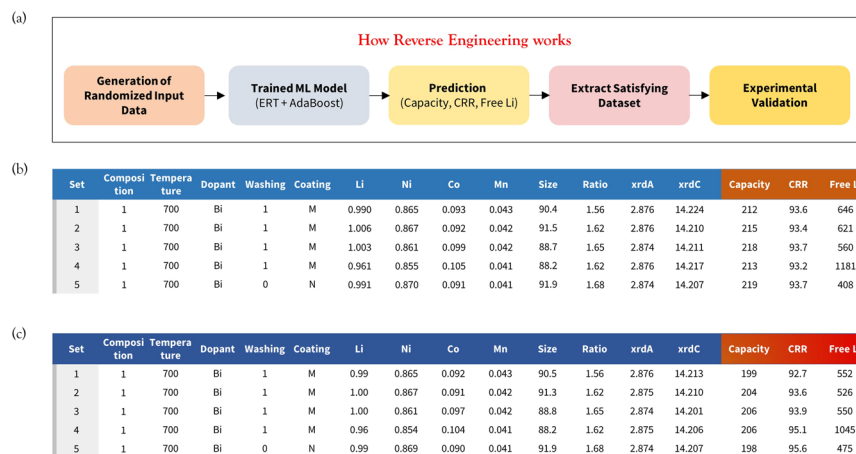 (a)
How Reverse Engineering works
Generation of
Randomized Input
Data
Trained ML Model
(ERT + AdaBoost)
Prediction
(Capacity, CRR, Free Li)
Extract Satisfying
Dataset
Experimental
Validation
(b)
Set Composi tion Tempera ture Dopant Washing Coating Li Ni Co Mn Size Ratio xrdA xrdC Capacity CRR Free L
1 1 700 Bi 1 M 0.990 0.865 0.093 0.043 90.4 1.56 2.876 14.224 212 93.6 646
2 1 700 Bi 1 M 1.006 0.867 0.092 0.042 91.5 1.62 2.876 14.210 215 93.4 621
3 1 700 Bi 1 M 1.003 0.861 0.099 0.042 88.7 1.65 2.874 14.211 218 93.7 560
4 1 700 Bi 1 M 0.961 0.855 0.105 0.041 88.2 1.62 2.876 14.217 213 93.2 1181
5 1 700 Bi 0 N 0.991 0.870 0.091 0.041 91.9 1.68 2.874 14.207 219 93.7 408
(c)
Set Composi tion Tempera ture Dopant Washing Coating Li Ni Co Mn Size Ratio xrdA xrdC Capacity CRR Free L
1 1 700 Bi 1 M 0.99 0.865 0.092 0.043 90.5 1.56 2.876 14.213 199 92.7 552
2 1 700 Bi 1 M 1.00 0.867 0.091 0.042 91.3 1.62 2.875 14.210 204 93.6 526
3 1 700 Bi 1 M 1.00 0.861 0.097 0.042 88.8 1.65 2.874 14.201 206 93.9 550
4 1 700 Bi 1 M 0.96 0.854 0.104 0.041 88.2 1.62 2.875 14.206 206 95.1 1045
5 1 700 Bi 0 N 0.99 0.869 0.090 0.041 91.9 1.68 2.874 14.207 198 95.6 475